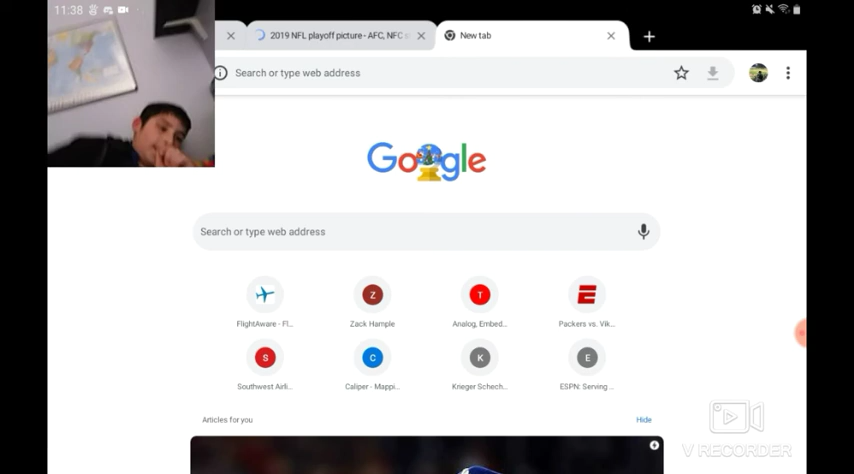 11:38
2019 NFL playoff picture - AFC, NFC
New tab
Search or type web address
Google
Search or type web address
FlightAware - Fl...
Zack Hample
Analog, Embed...
Packers vs. Vik...
Southwest Airli...
Caliper - Mappi...
Krieger Schech...
ESPN: Serving ...
Articles for you
Hide
V RECORDER